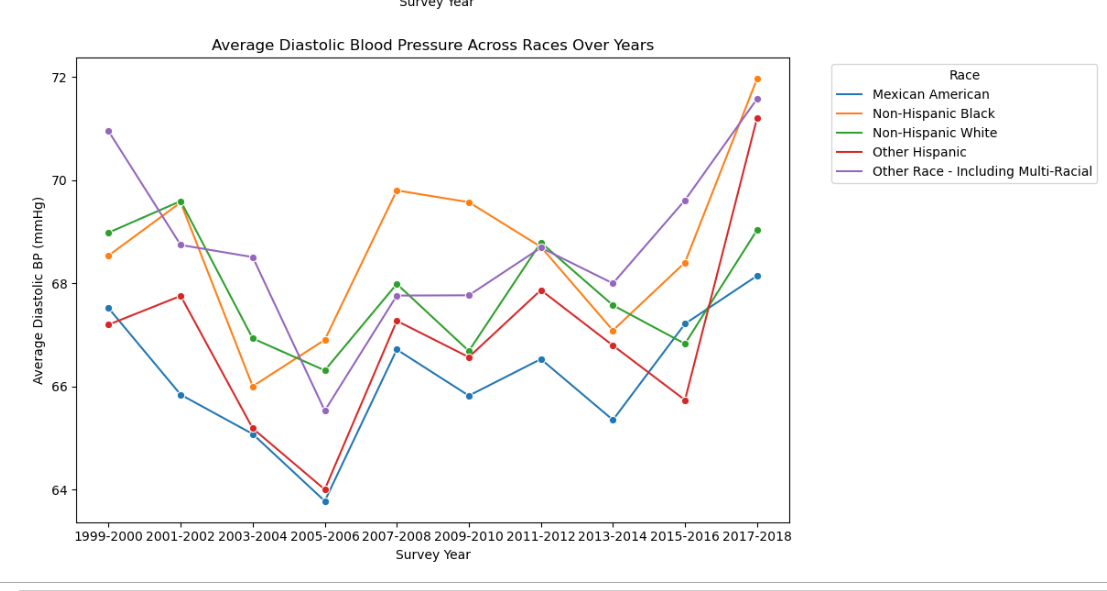 Survey Year
Average Diastolic Blood Pressure Across Races Over Years
Average Diastolic BP (mmHg)
72
70
68
66
64
1999-2000 2001-2002 2003-2004 2005-2006 2007-2008 2009-2010 2011-2012 2013-2014 2015-2016 2017-2018
Survey Year
Race
Mexican American
Non-Hispanic Black
Non-Hispanic White
Other Hispanic
Other Race - Including Multi-Racial